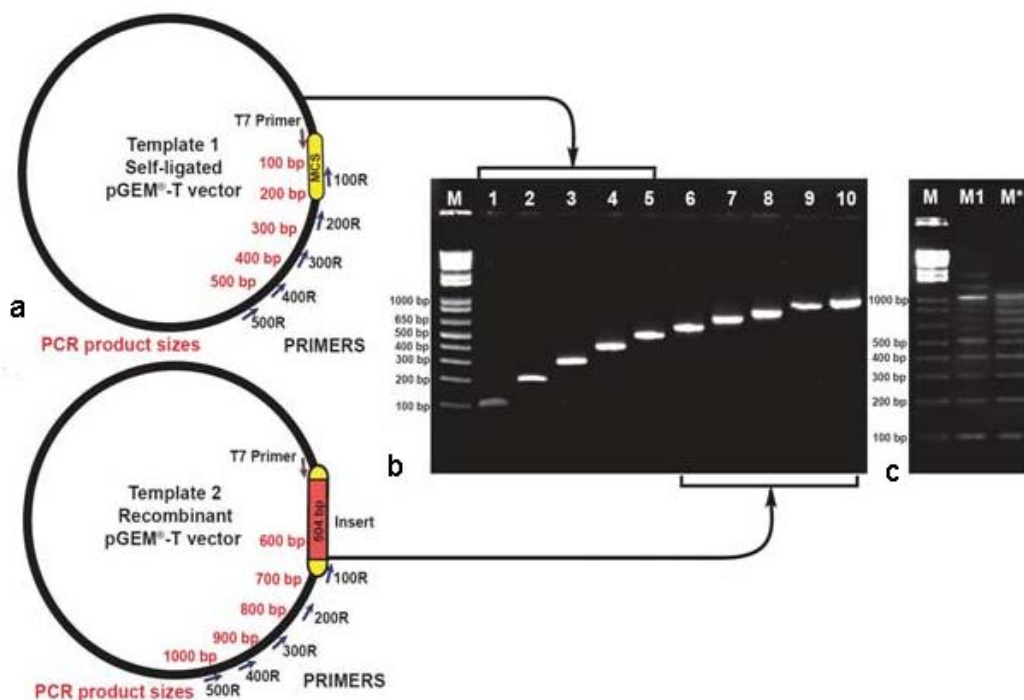 T7 Primer
Template 1
Self-ligated
pGEM®-T vector
MCS
100 bp
100R
200 bp
200R
300 bp
300R
400 bp
400R
500 bp
500R
a
PCR product sizes
PRIMERS
T7 Primer
Template 2
Recombinant
pGEM®-T vector
504 bp
Insert
600 bp
100R
700 bp
200R
800 bp
300R
900 bp
400R
1000 bp
500R
PCR product sizes
PRIMERS
M 1 2 3 4 5 6 7 8 9 10
1000 bp
650 bp
500 bp
400 bp
300 bp
200 bp
100 bp
b
M M1 M*
1000 bp
500 bp
400 bp
300 bp
200 bp
100 bp
c